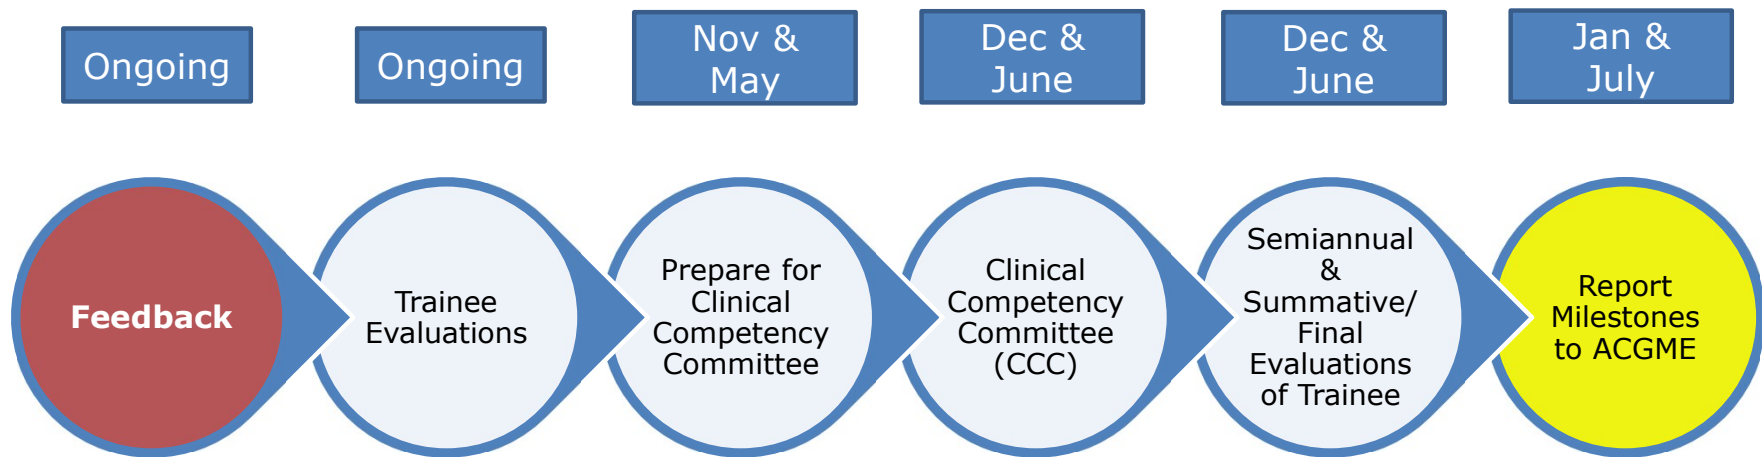 Ongoing
Ongoing
Nov &
May
Dec &
June
Dec &
June
Jan &
July
Feedback
Trainee
Evaluations
Prepare for
Clinical
Competency
Committee
Clinical
Competency
Committee
(CCC)
Semiannual
&
Summative/
Final
Evaluations
of Trainee
Report
Milestones
to ACGME